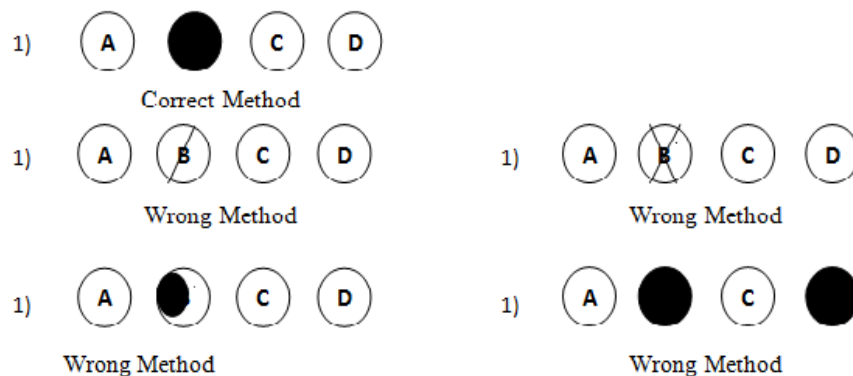 1) A C D
Correct Method
1) A B C D
Wrong Method
1) A B C D
Wrong Method
1) A C D
Wrong Method
1) A C
Wrong Method